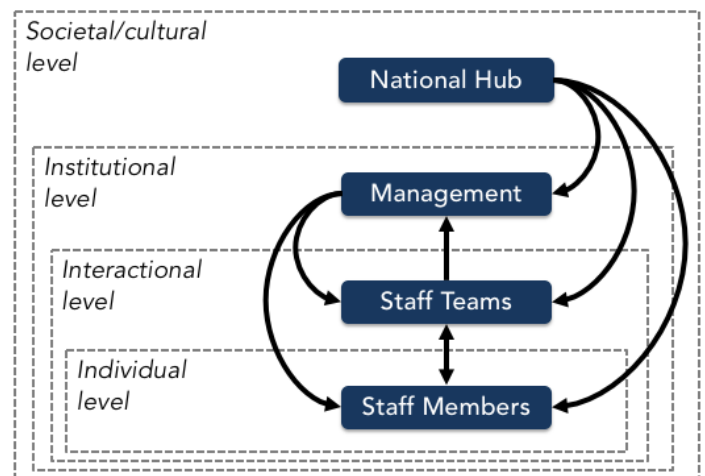 Societal/cultural
level
National Hub
Institutional
level
Management
Interactional
level
Staff Teams
Individual
level
Staff Members